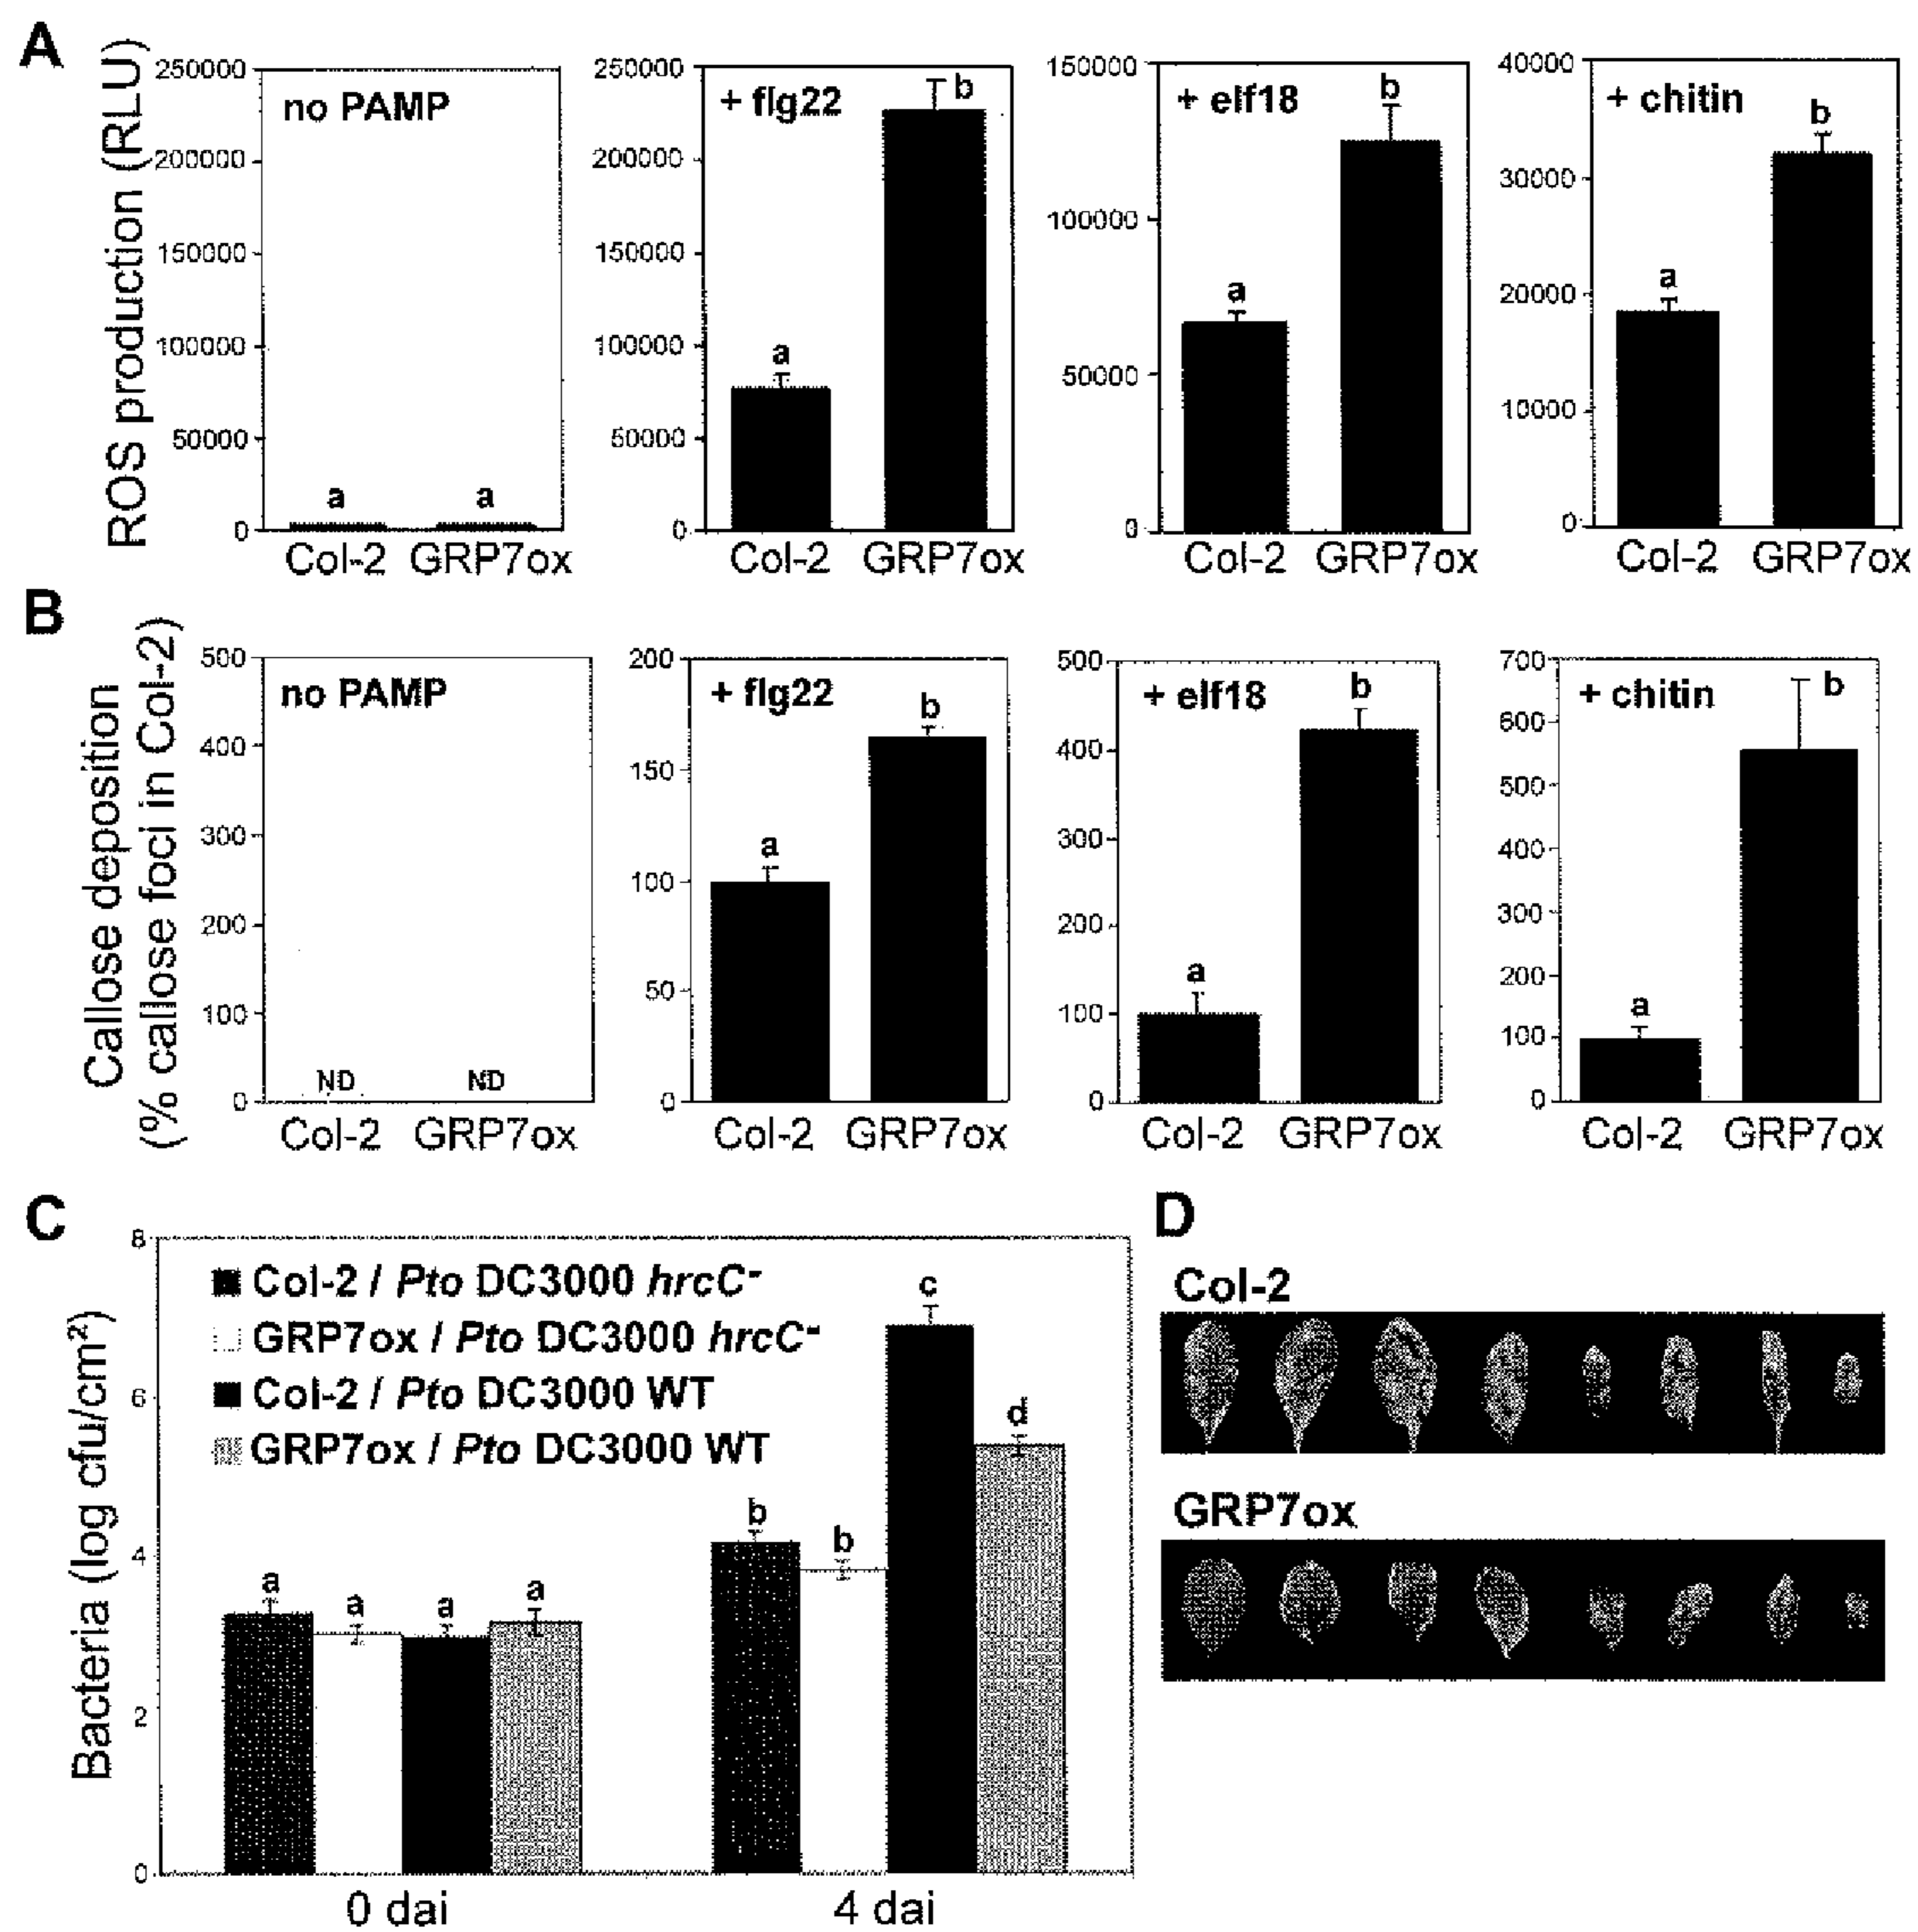 A
ROS production (RLU)
250000
200000
150000
100000
50000
0
no PAMP
a
a
Col-2 GRP7ox
250000
200000
150000
100000
50000
0
+ flg22
a
b
Col-2 GRP7ox
150000
100000
50000
0
+ elf18
a
b
Col-2 GRP7ox
40000
30000
20000
10000
0
+ chitin
a
b
Col-2 GRP7ox
B
Callose deposition
(% callose foci in Col-2)
500
400
300
200
100
0
no PAMP
ND
ND
Col-2 GRP7ox
200
150
100
50
0
+ flg22
a
b
Col-2 GRP7ox
500
400
300
200
100
0
+ elf18
a
b
Col-2 GRP7ox
700
600
500
400
300
200
100
0
+ chitin
a
b
Col-2 GRP7ox
C
Bacteria (log cfu/cm²)
8
6
4
2
0
Col-2 / Pto DC3000 hrcC⁻
GRP7ox / Pto DC3000 hrcC⁻
Col-2 / Pto DC3000 WT
GRP7ox / Pto DC3000 WT
a
a
a
a
b
b
c
d
0 dai
4 dai
D
Col-2
GRP7ox